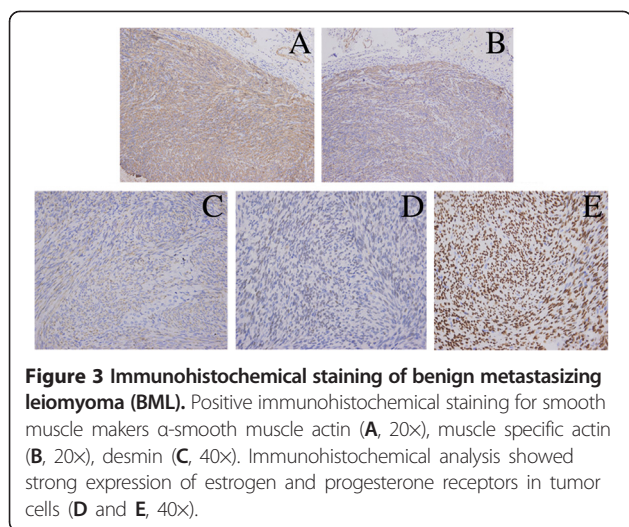 A
B
C
D
E
Figure 3 Immunohistochemical staining of benign metastasizing
leiomyoma (BML). Positive immunohistochemical staining for smooth
muscle makers α-smooth muscle actin (A, 20×), muscle specific actin
(B, 20×), desmin (C, 40×). Immunohistochemical analysis showed
strong expression of estrogen and progesterone receptors in tumor
cells (D and E, 40×).